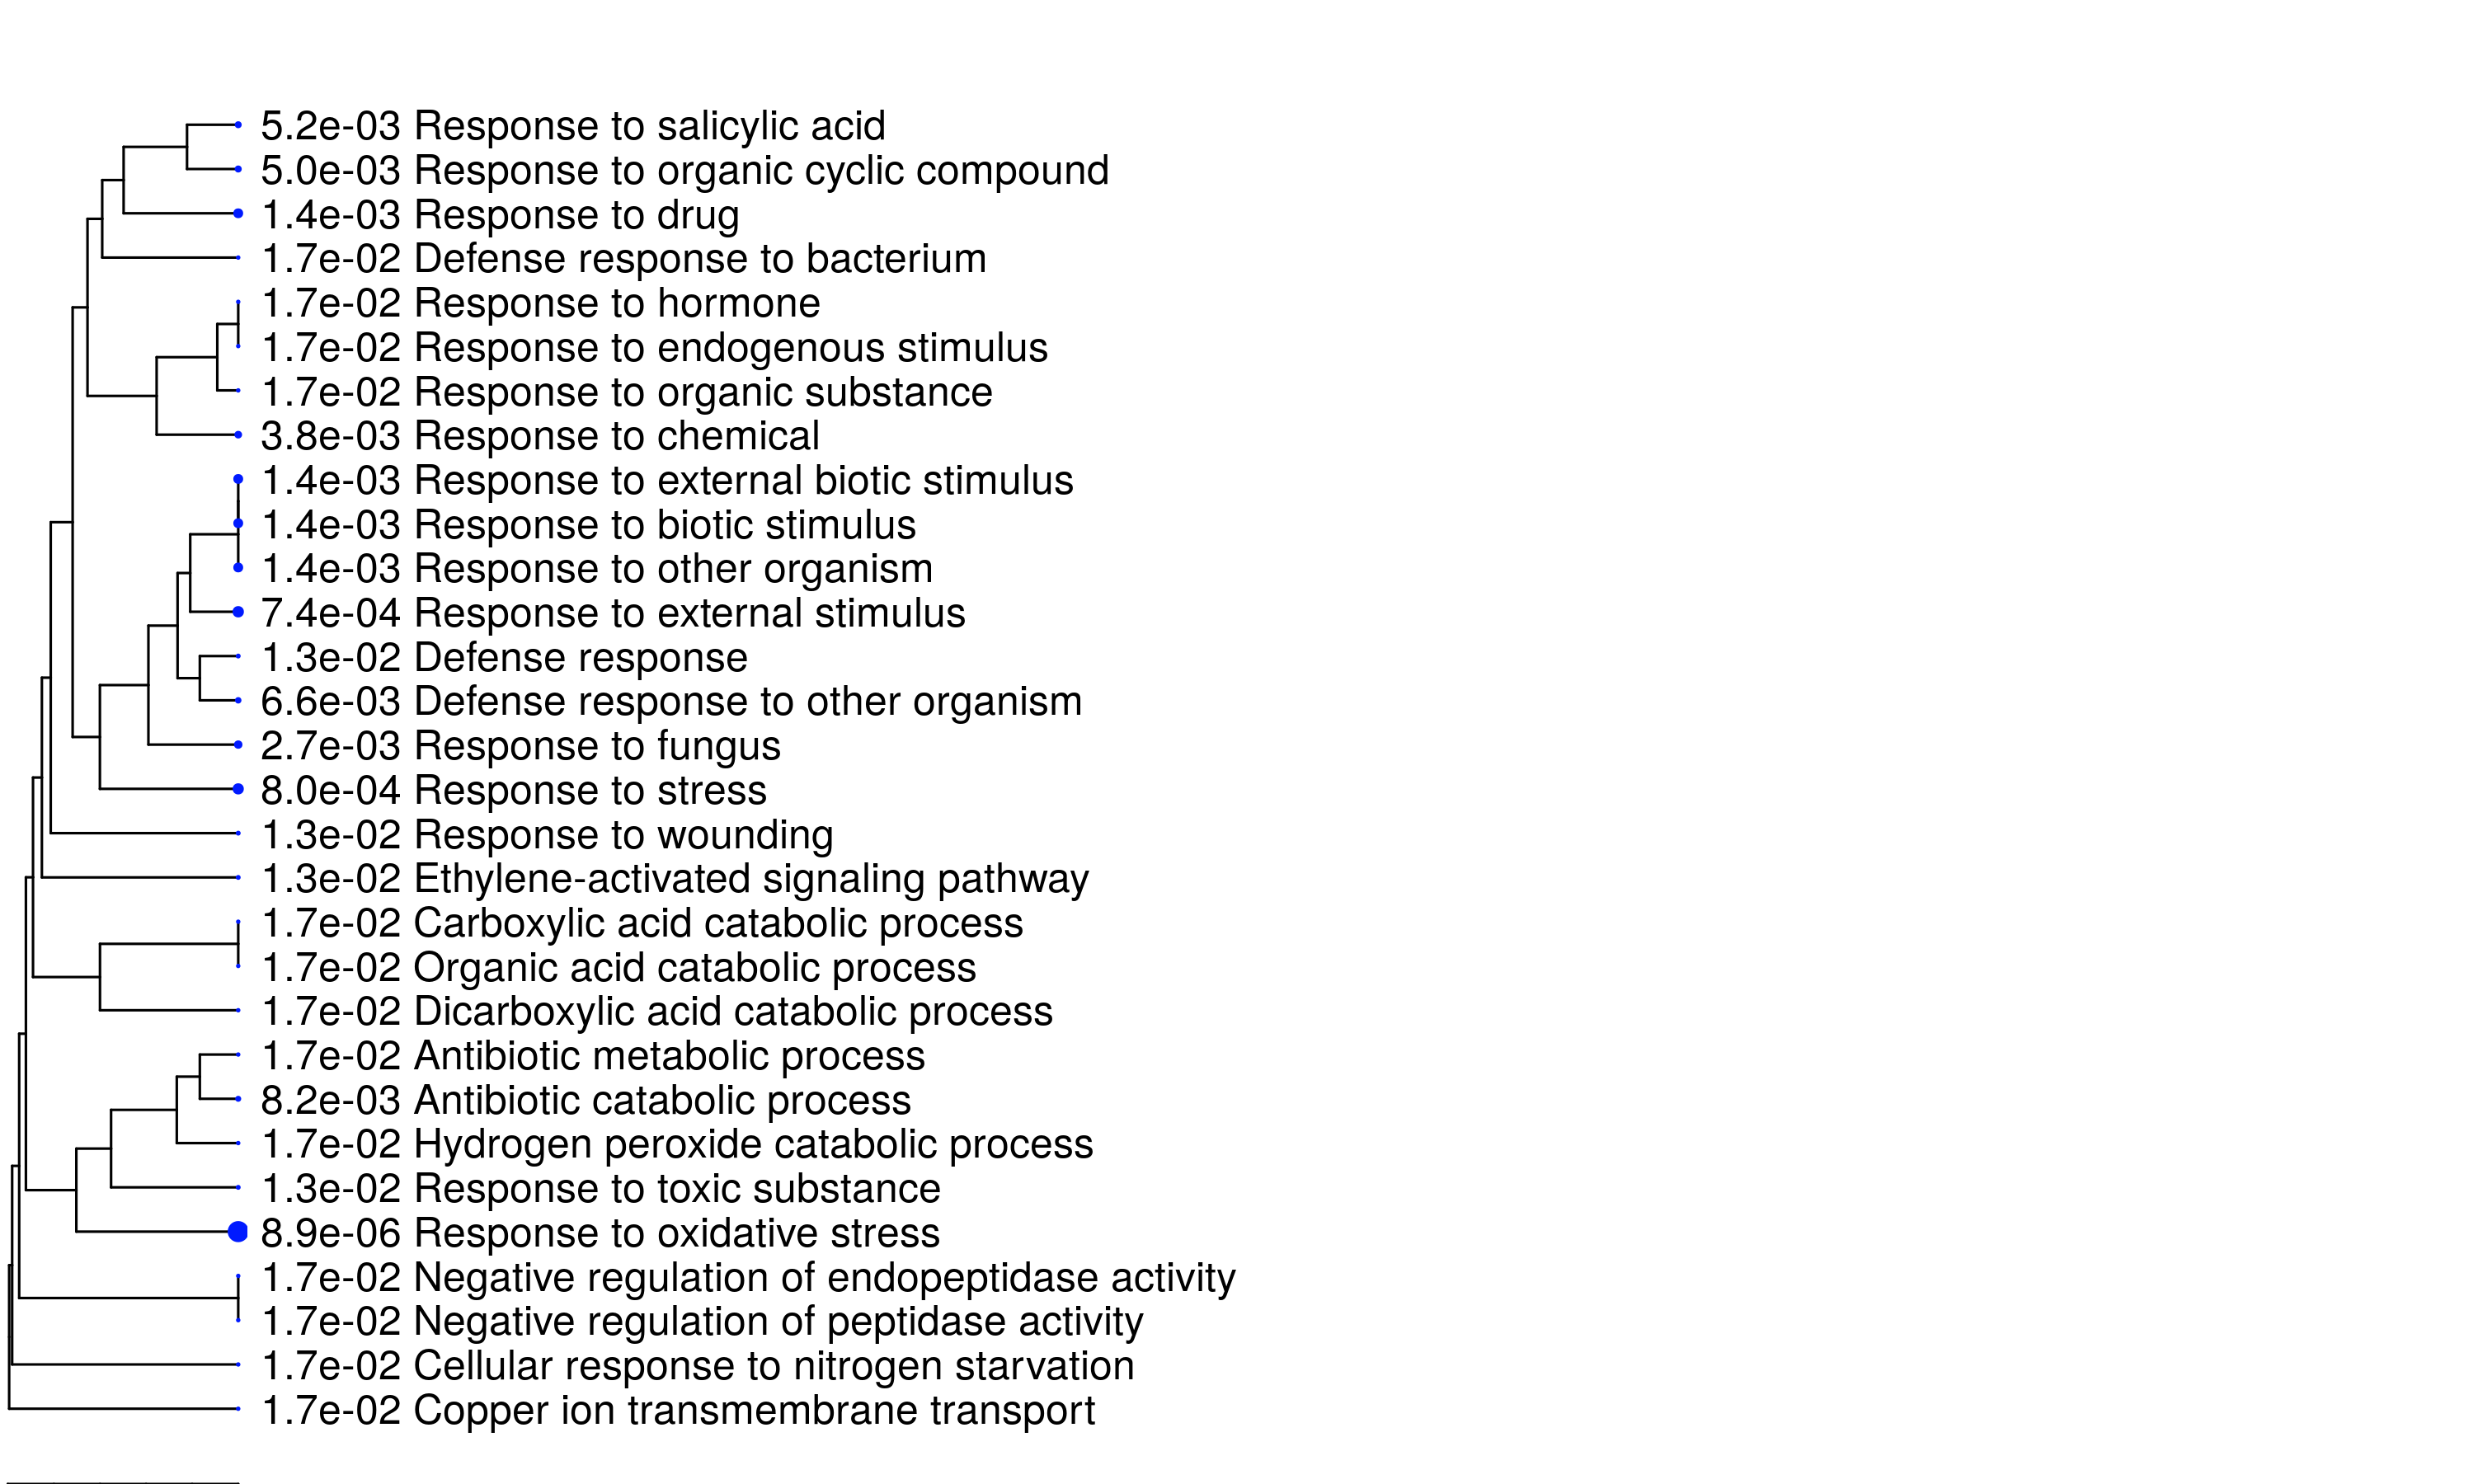 5.2e-03 Response to salicylic acid
5.0e-03 Response to organic cyclic compound
1.4e-03 Response to drug
1.7e-02 Defense response to bacterium
1.7e-02 Response to hormone
1.7e-02 Response to endogenous stimulus
1.7e-02 Response to organic substance
3.8e-03 Response to chemical
1.4e-03 Response to external biotic stimulus
1.4e-03 Response to biotic stimulus
1.4e-03 Response to other organism
7.4e-04 Response to external stimulus
1.3e-02 Defense response
6.6e-03 Defense response to other organism
2.7e-03 Response to fungus
8.0e-04 Response to stress
1.3e-02 Response to wounding
1.3e-02 Ethylene-activated signaling pathway
1.7e-02 Carboxylic acid catabolic process
1.7e-02 Organic acid catabolic process
1.7e-02 Dicarboxylic acid catabolic process
1.7e-02 Antibiotic metabolic process
8.2e-03 Antibiotic catabolic process
1.7e-02 Hydrogen peroxide catabolic process
1.3e-02 Response to toxic substance
8.9e-06 Response to oxidative stress
1.7e-02 Negative regulation of endopeptidase activity
1.7e-02 Negative regulation of peptidase activity
1.7e-02 Cellular response to nitrogen starvation
1.7e-02 Copper ion transmembrane transport